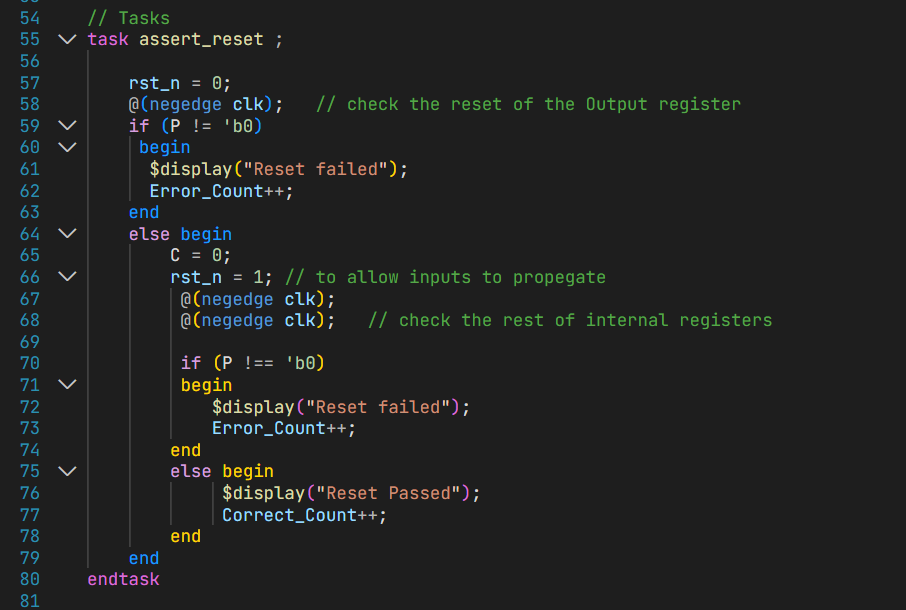 54 // Tasks
55 task assert_reset ;
56
57 rst_n = 0;
58 @(negedge clk); // check the reset of the Output register
59 if (P != 'b0)
60 begin
61 $display("Reset failed");
62 Error_Count++;
63 end
64 else begin
65 C = 0;
66 rst_n = 1; // to allow inputs to propegate
67 @(negedge clk);
68 @(negedge clk); // check the rest of internal registers
69
70 if (P !== 'b0)
71 begin
72 $display("Reset failed");
73 Error_Count++;
74 end
75 else begin
76 $display("Reset Passed");
77 Correct_Count++;
78 end
79 end
80 endtask
81